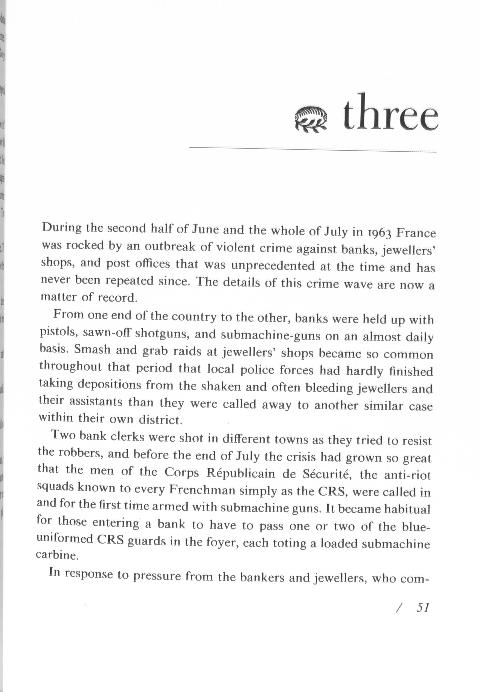 three
During the second half of June and the whole of July in 1963 France
was rocked by an outbreak of violent crime against banks, jewellers'
shops, and post offices that was unprecedented at the time and has
never been repeated since. The details of this crime wave are now a
matter of record.
From one end of the country to the other, banks were held up with
pistols, sawn-off shotguns, and submachine-guns on an almost daily
basis. Smash and grab raids at jewellers' shops became so common
throughout that period that local police forces had hardly finished
taking depositions from the shaken and often bleeding jewellers and
their assistants than they were called away to another similar case
within their own district.
Two bank clerks were shot in different towns as they tried to resist
the robbers, and before the end of July the crisis had grown so great
that the men of the Corps Républicain de Sécurité, the anti-riot
squads known to every Frenchman simply as the CRS, were called in
and for the first time armed with submachine guns. It became habitual
for those entering a bank to have to pass one or two of the blue-
uniformed CRS guards in the foyer, each toting a loaded submachine
carbine.
In response to pressure from the bankers and jewellers, who com-
/ 51